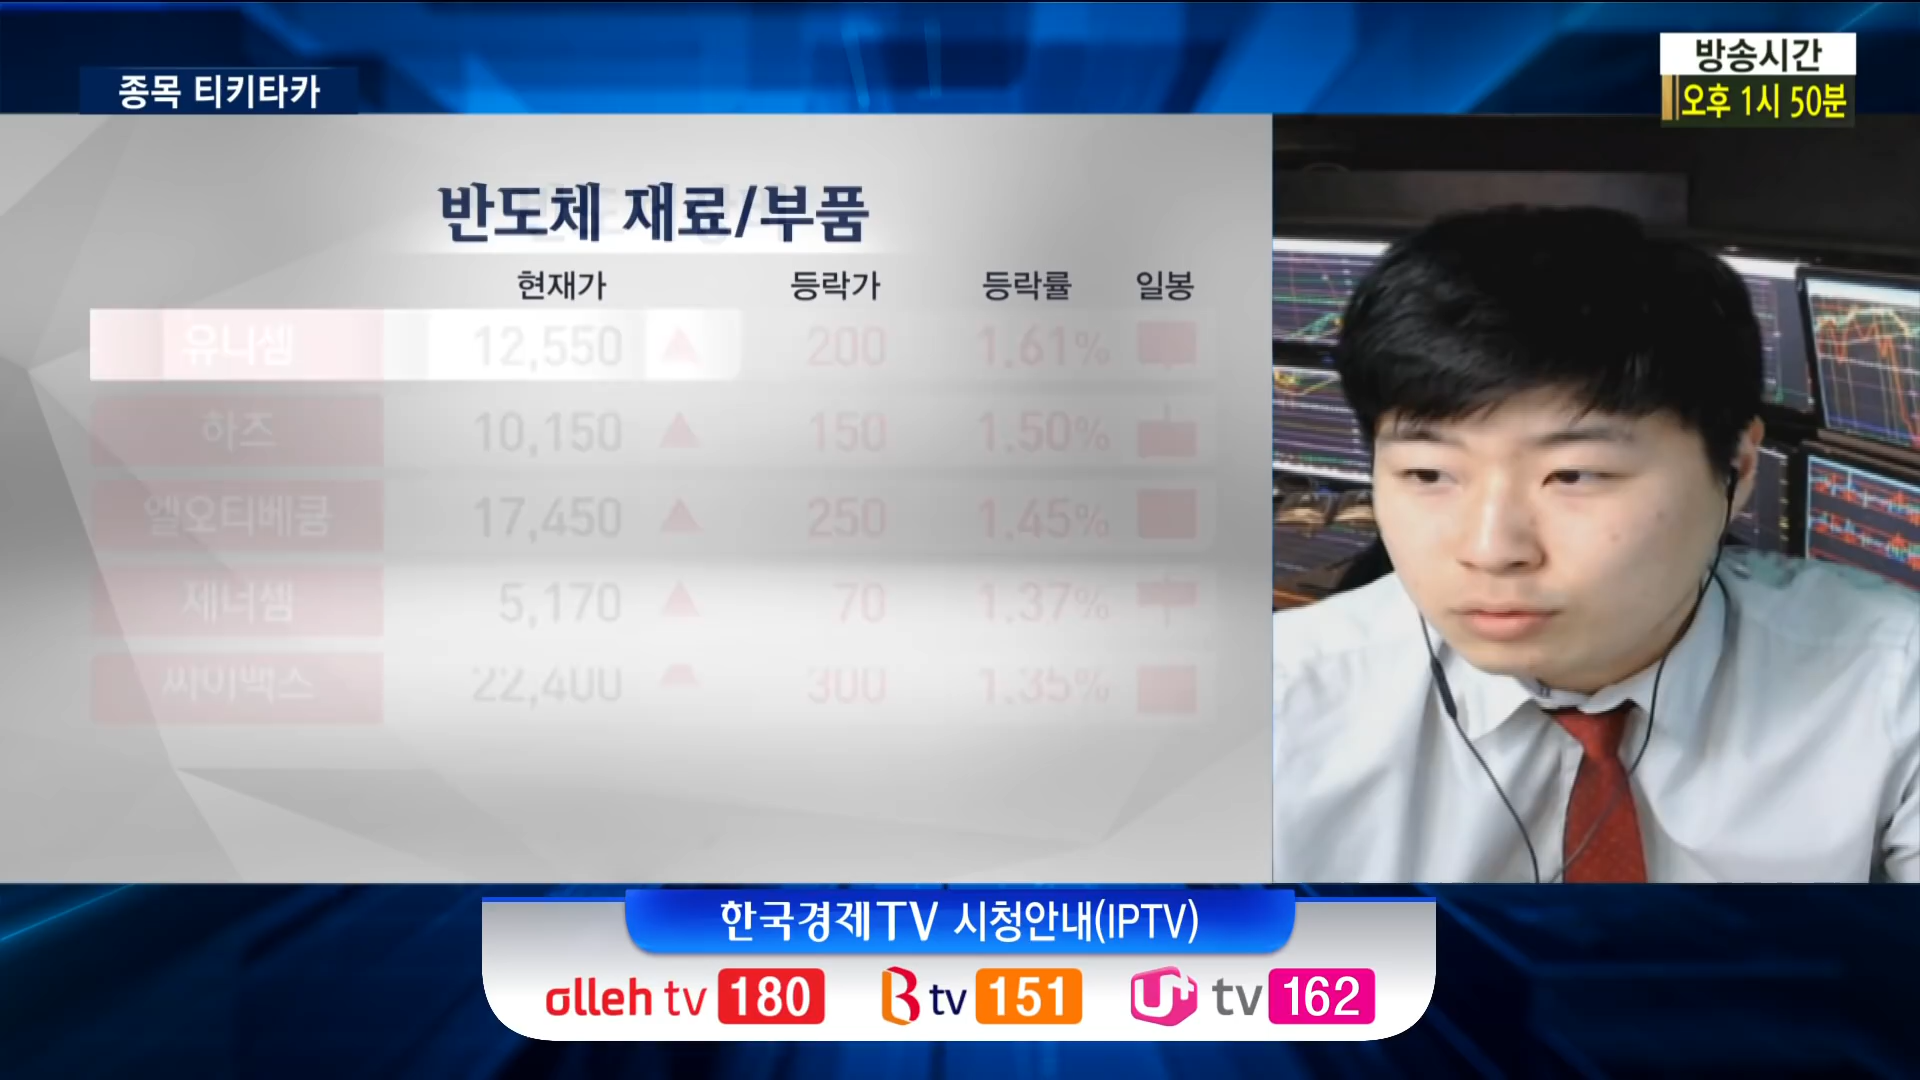 종목 티키타카
방송시간
오후 1시 50분
반도체 재료/부품
현재가 등락가 등락률 일봉
유니셈 12,550 ▲ 200 1.61%
하즈 10,150 ▲ 150 1.50%
엘오티베큠 17,450 ▲ 250 1.45%
제너셈 5,170 ▲ 70 1.37%
씨이백스 22,400 ▲ 300 1.35%
한국경제TV 시청안내(IPTV)
olleh tv 180 B tv 151 U+ tv 162